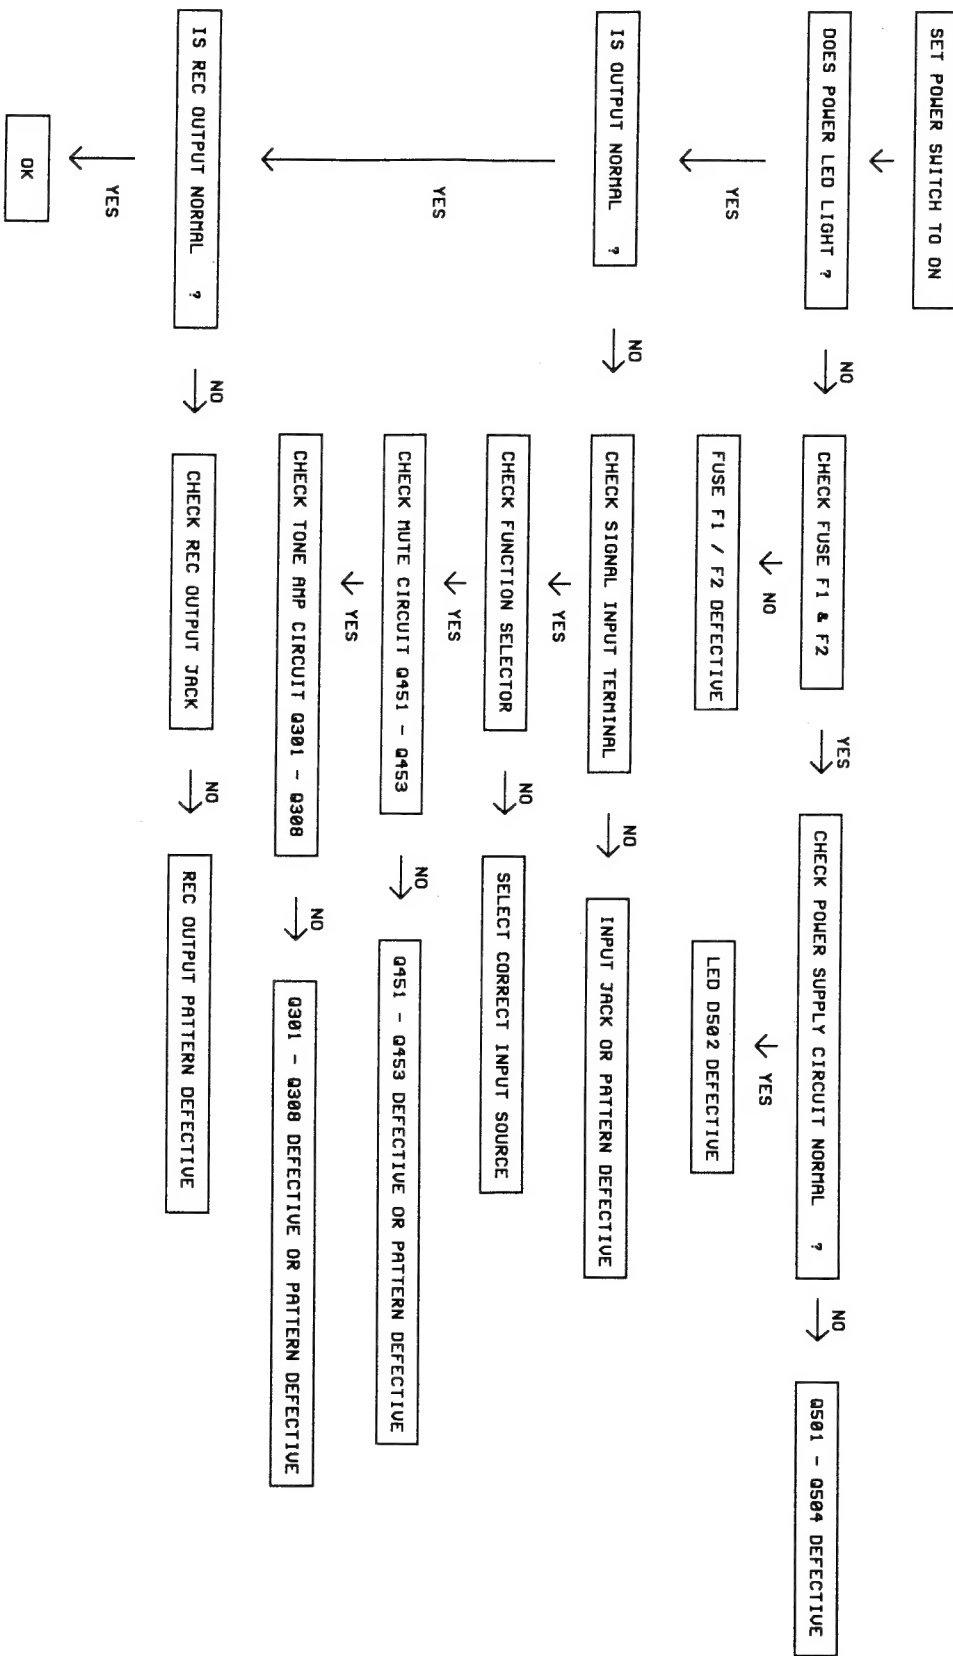 SET POWER SWITCH TO ON
DOES POWER LED LIGHT ?
NO
CHECK FUSE F1 & F2
YES
CHECK POWER SUPPLY CIRCUIT NORMAL ?
NO
Q501 - Q504 DEFECTIVE
YES
NO
YES
FUSE F1 / F2 DEFECTIVE
LED D502 DEFECTIVE
IS OUTPUT NORMAL ?
NO
CHECK SIGNAL INPUT TERMINAL
NO
INPUT JACK OR PATTERN DEFECTIVE
YES
CHECK FUNCTION SELECTOR
NO
SELECT CORRECT INPUT SOURCE
YES
YES
CHECK MUTE CIRCUIT Q451 - Q453
NO
Q451 - Q453 DEFECTIVE OR PATTERN DEFECTIVE
YES
CHECK TONE AMP CIRCUIT Q301 - Q308
NO
Q301 - Q308 DEFECTIVE OR PATTERN DEFECTIVE
IS REC OUTPUT NORMAL ?
NO
CHECK REC OUTPUT JACK
NO
REC OUTPUT PATTERN DEFECTIVE
YES
OK